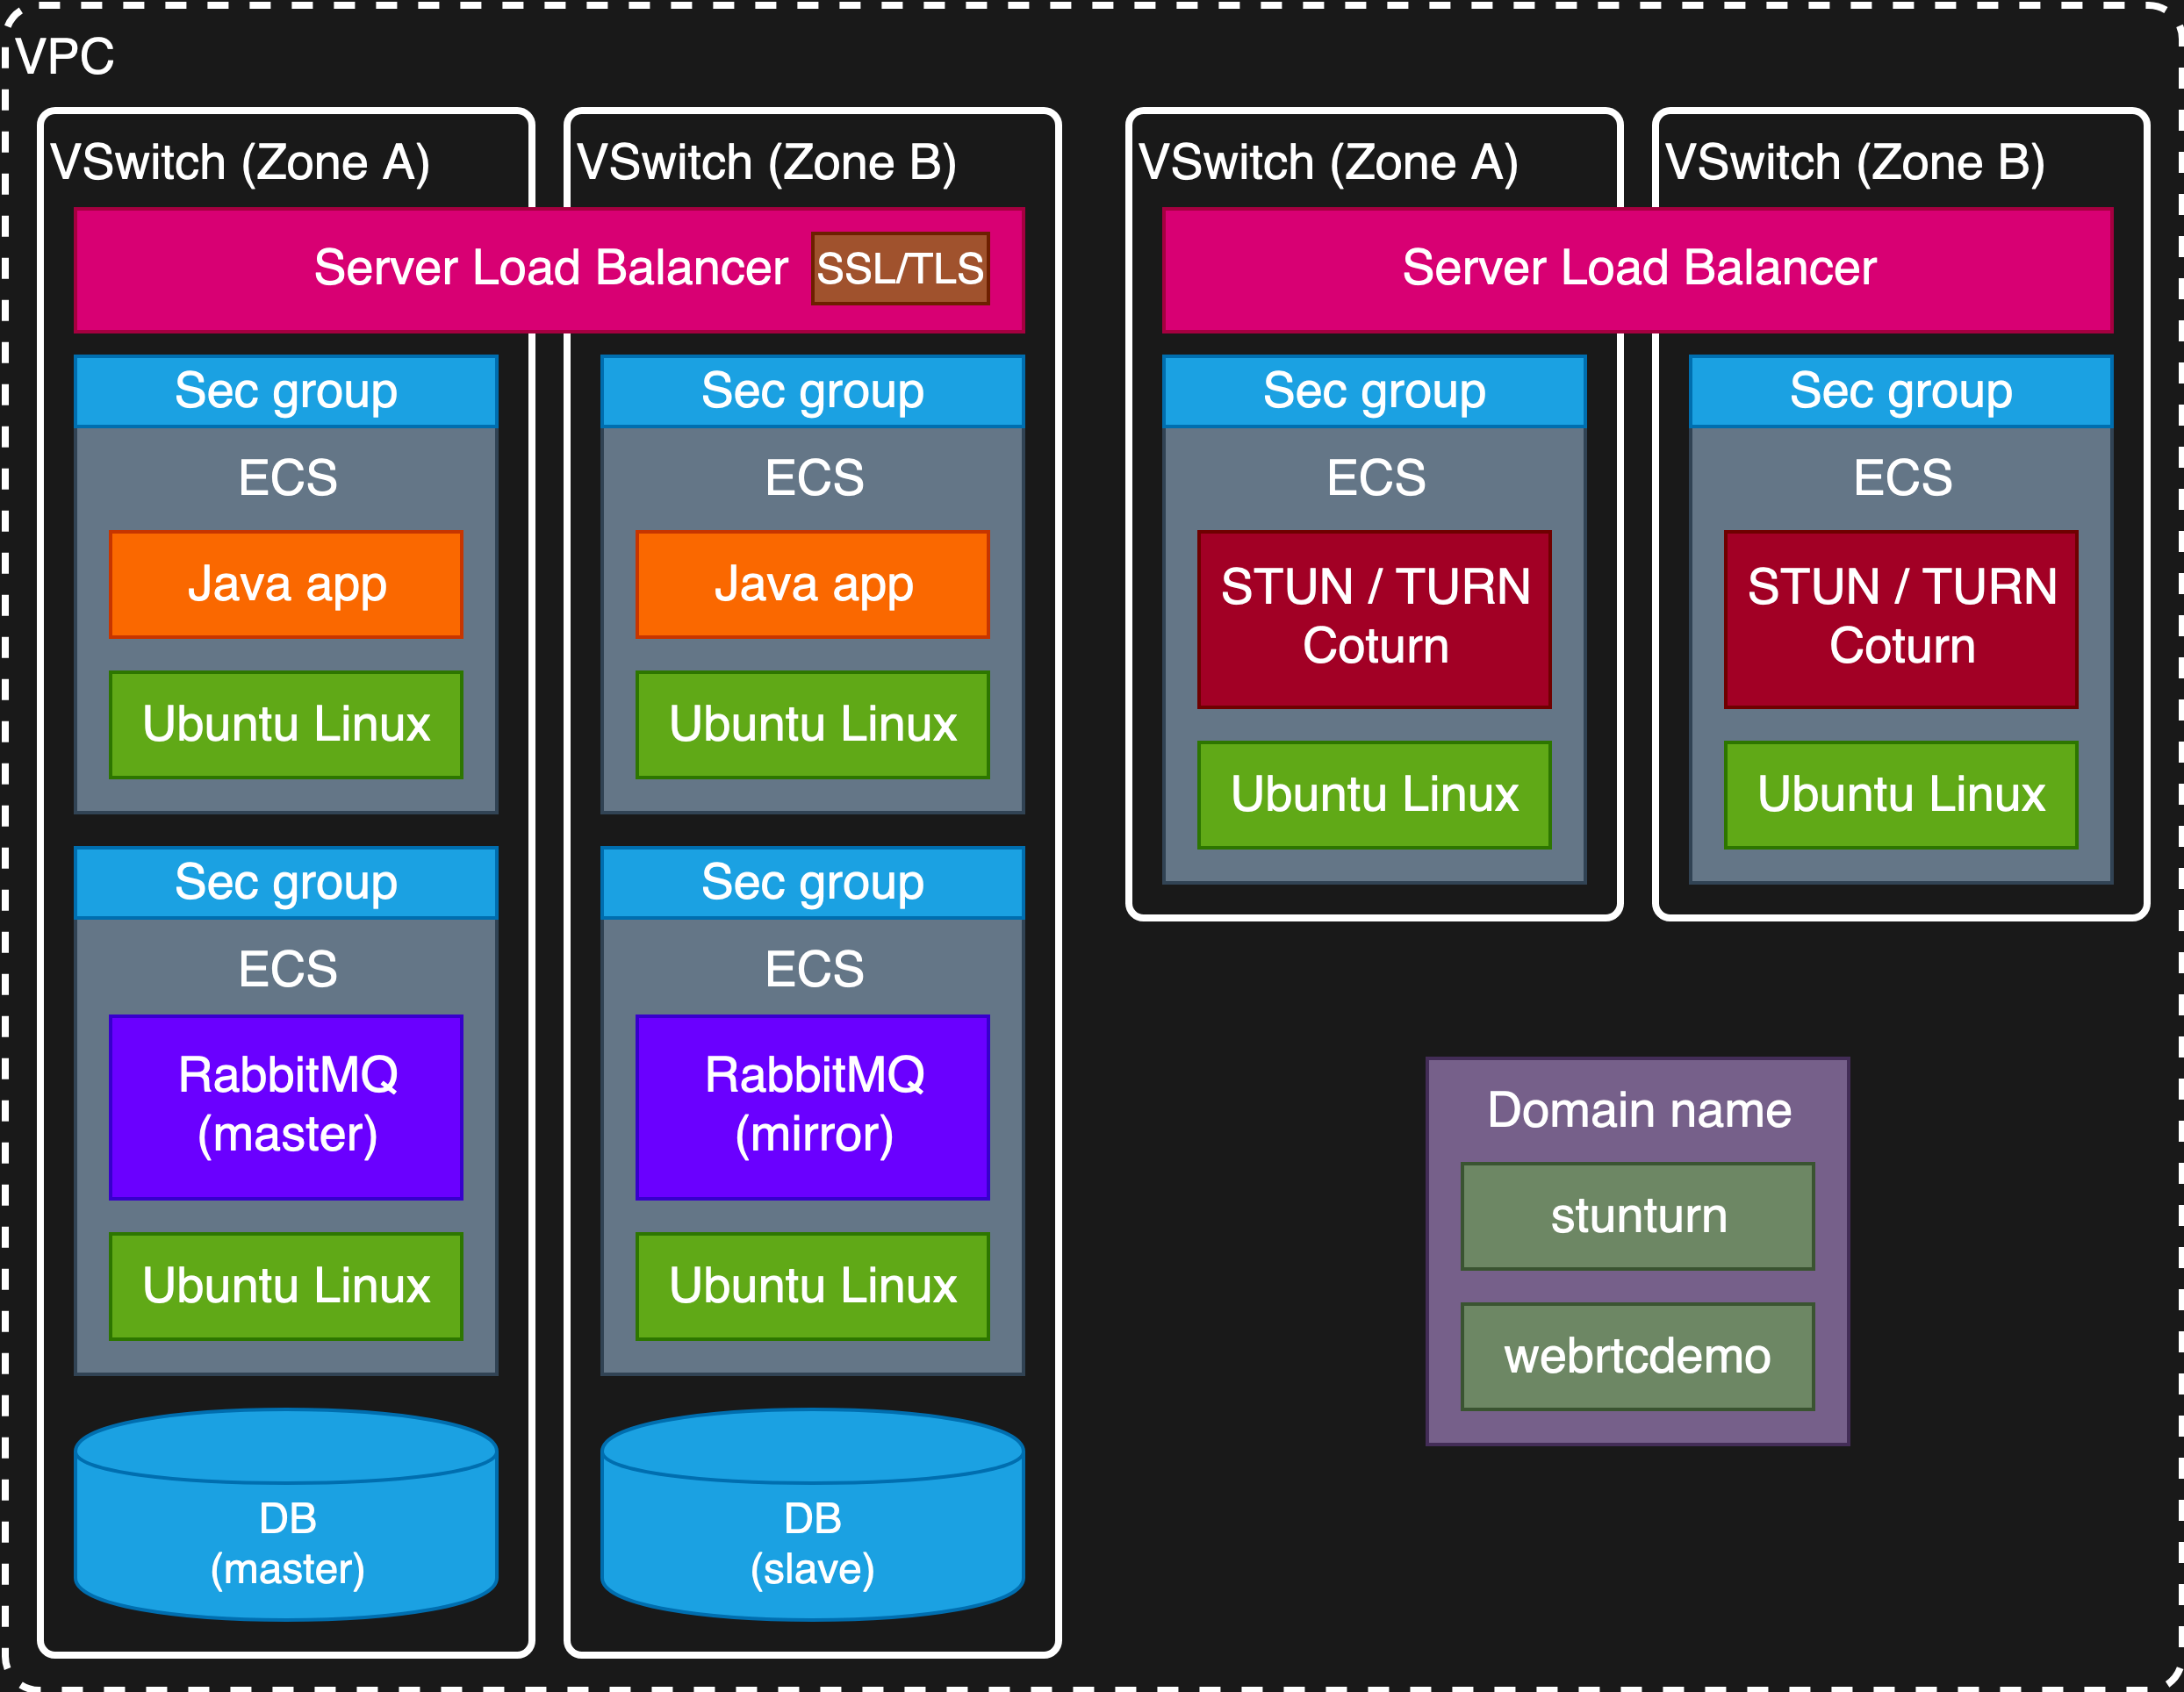 VPC
VSwitch (Zone A)
VSwitch (Zone B)
Server Load Balancer
SSL/TLS
Sec group
ECS
Java app
Ubuntu Linux
Sec group
ECS
Java app
Ubuntu Linux
Sec group
ECS
RabbitMQ
(master)
Ubuntu Linux
Sec group
ECS
RabbitMQ
(mirror)
Ubuntu Linux
DB
(master)
DB
(slave)
VSwitch (Zone A)
VSwitch (Zone B)
Server Load Balancer
Sec group
ECS
STUN / TURN
Coturn
Ubuntu Linux
Sec group
ECS
STUN / TURN
Coturn
Ubuntu Linux
Domain name
stunturn
webrtcdemo